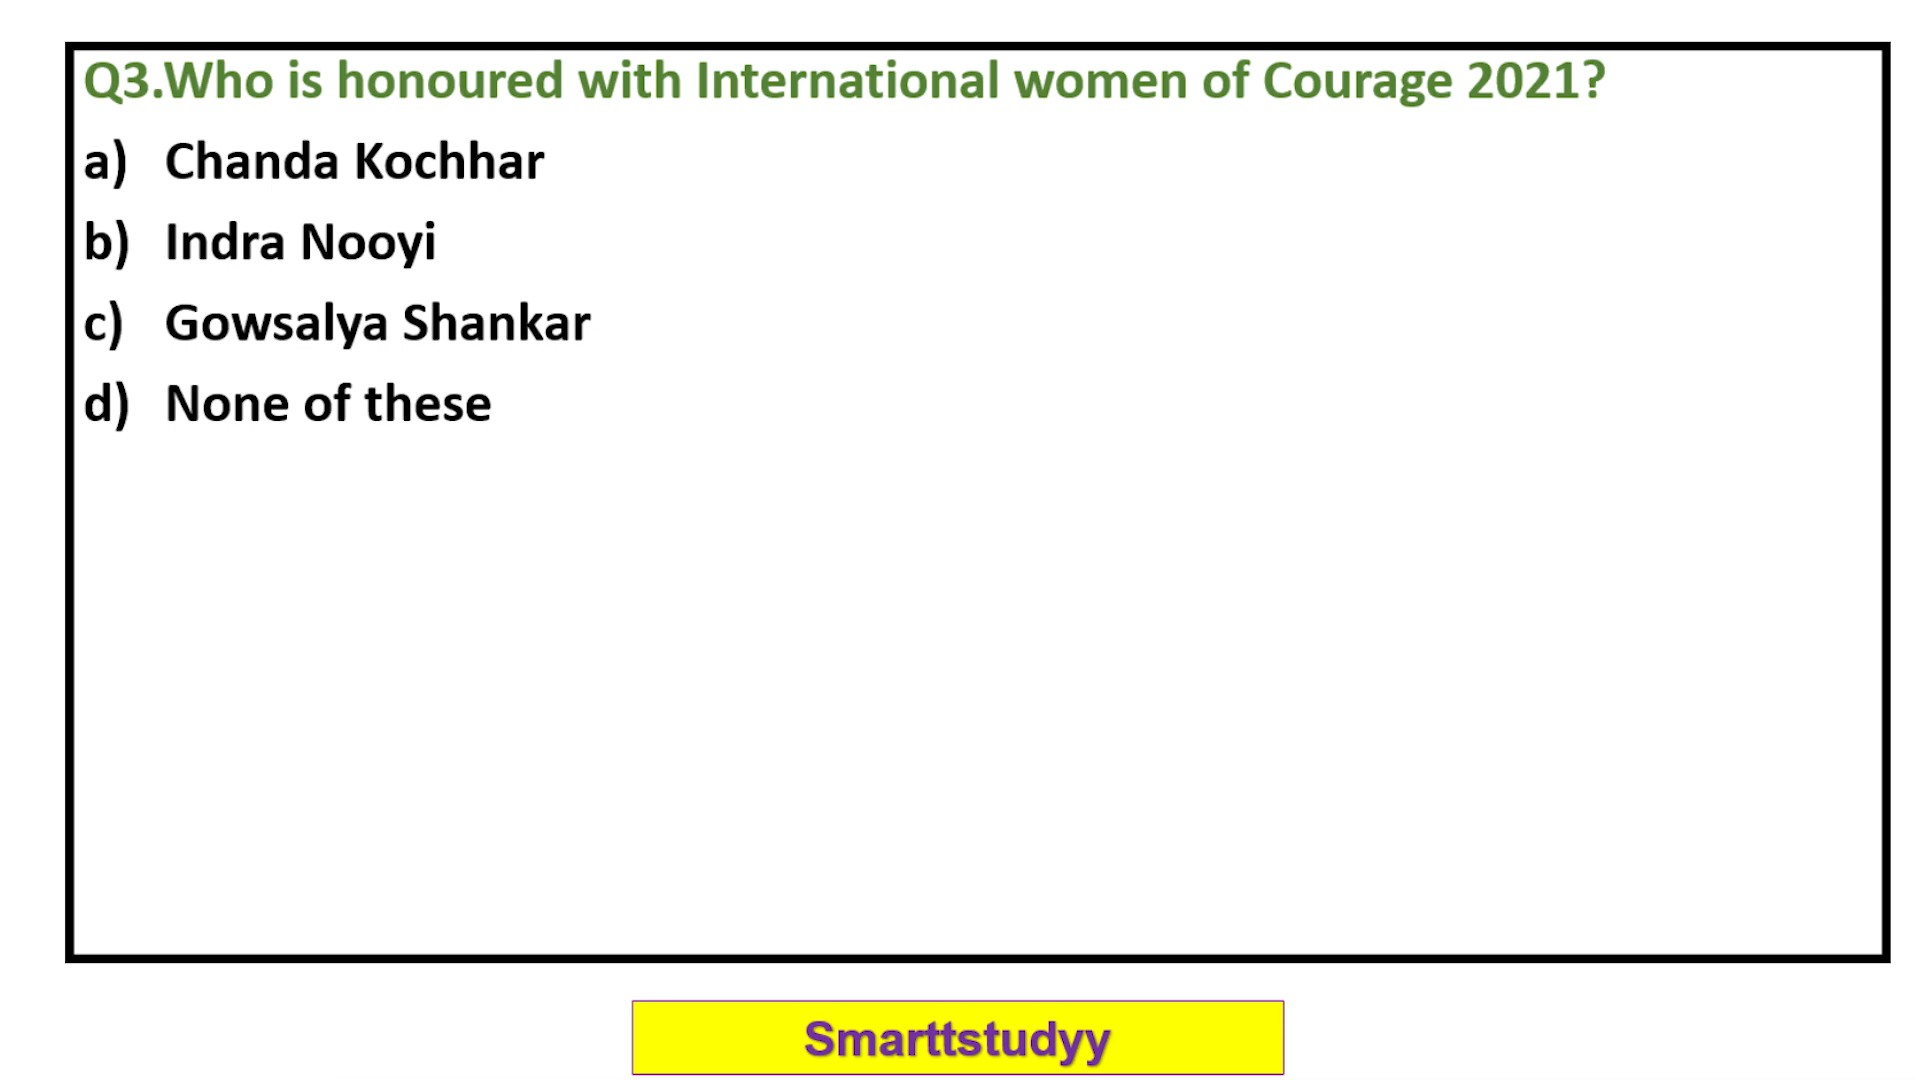 Q3.Who is honoured with International women of Courage 2021?
a) Chanda Kochhar
b) Indra Nooyi
c) Gowsalya Shankar
d) None of these
Smarttstudyy